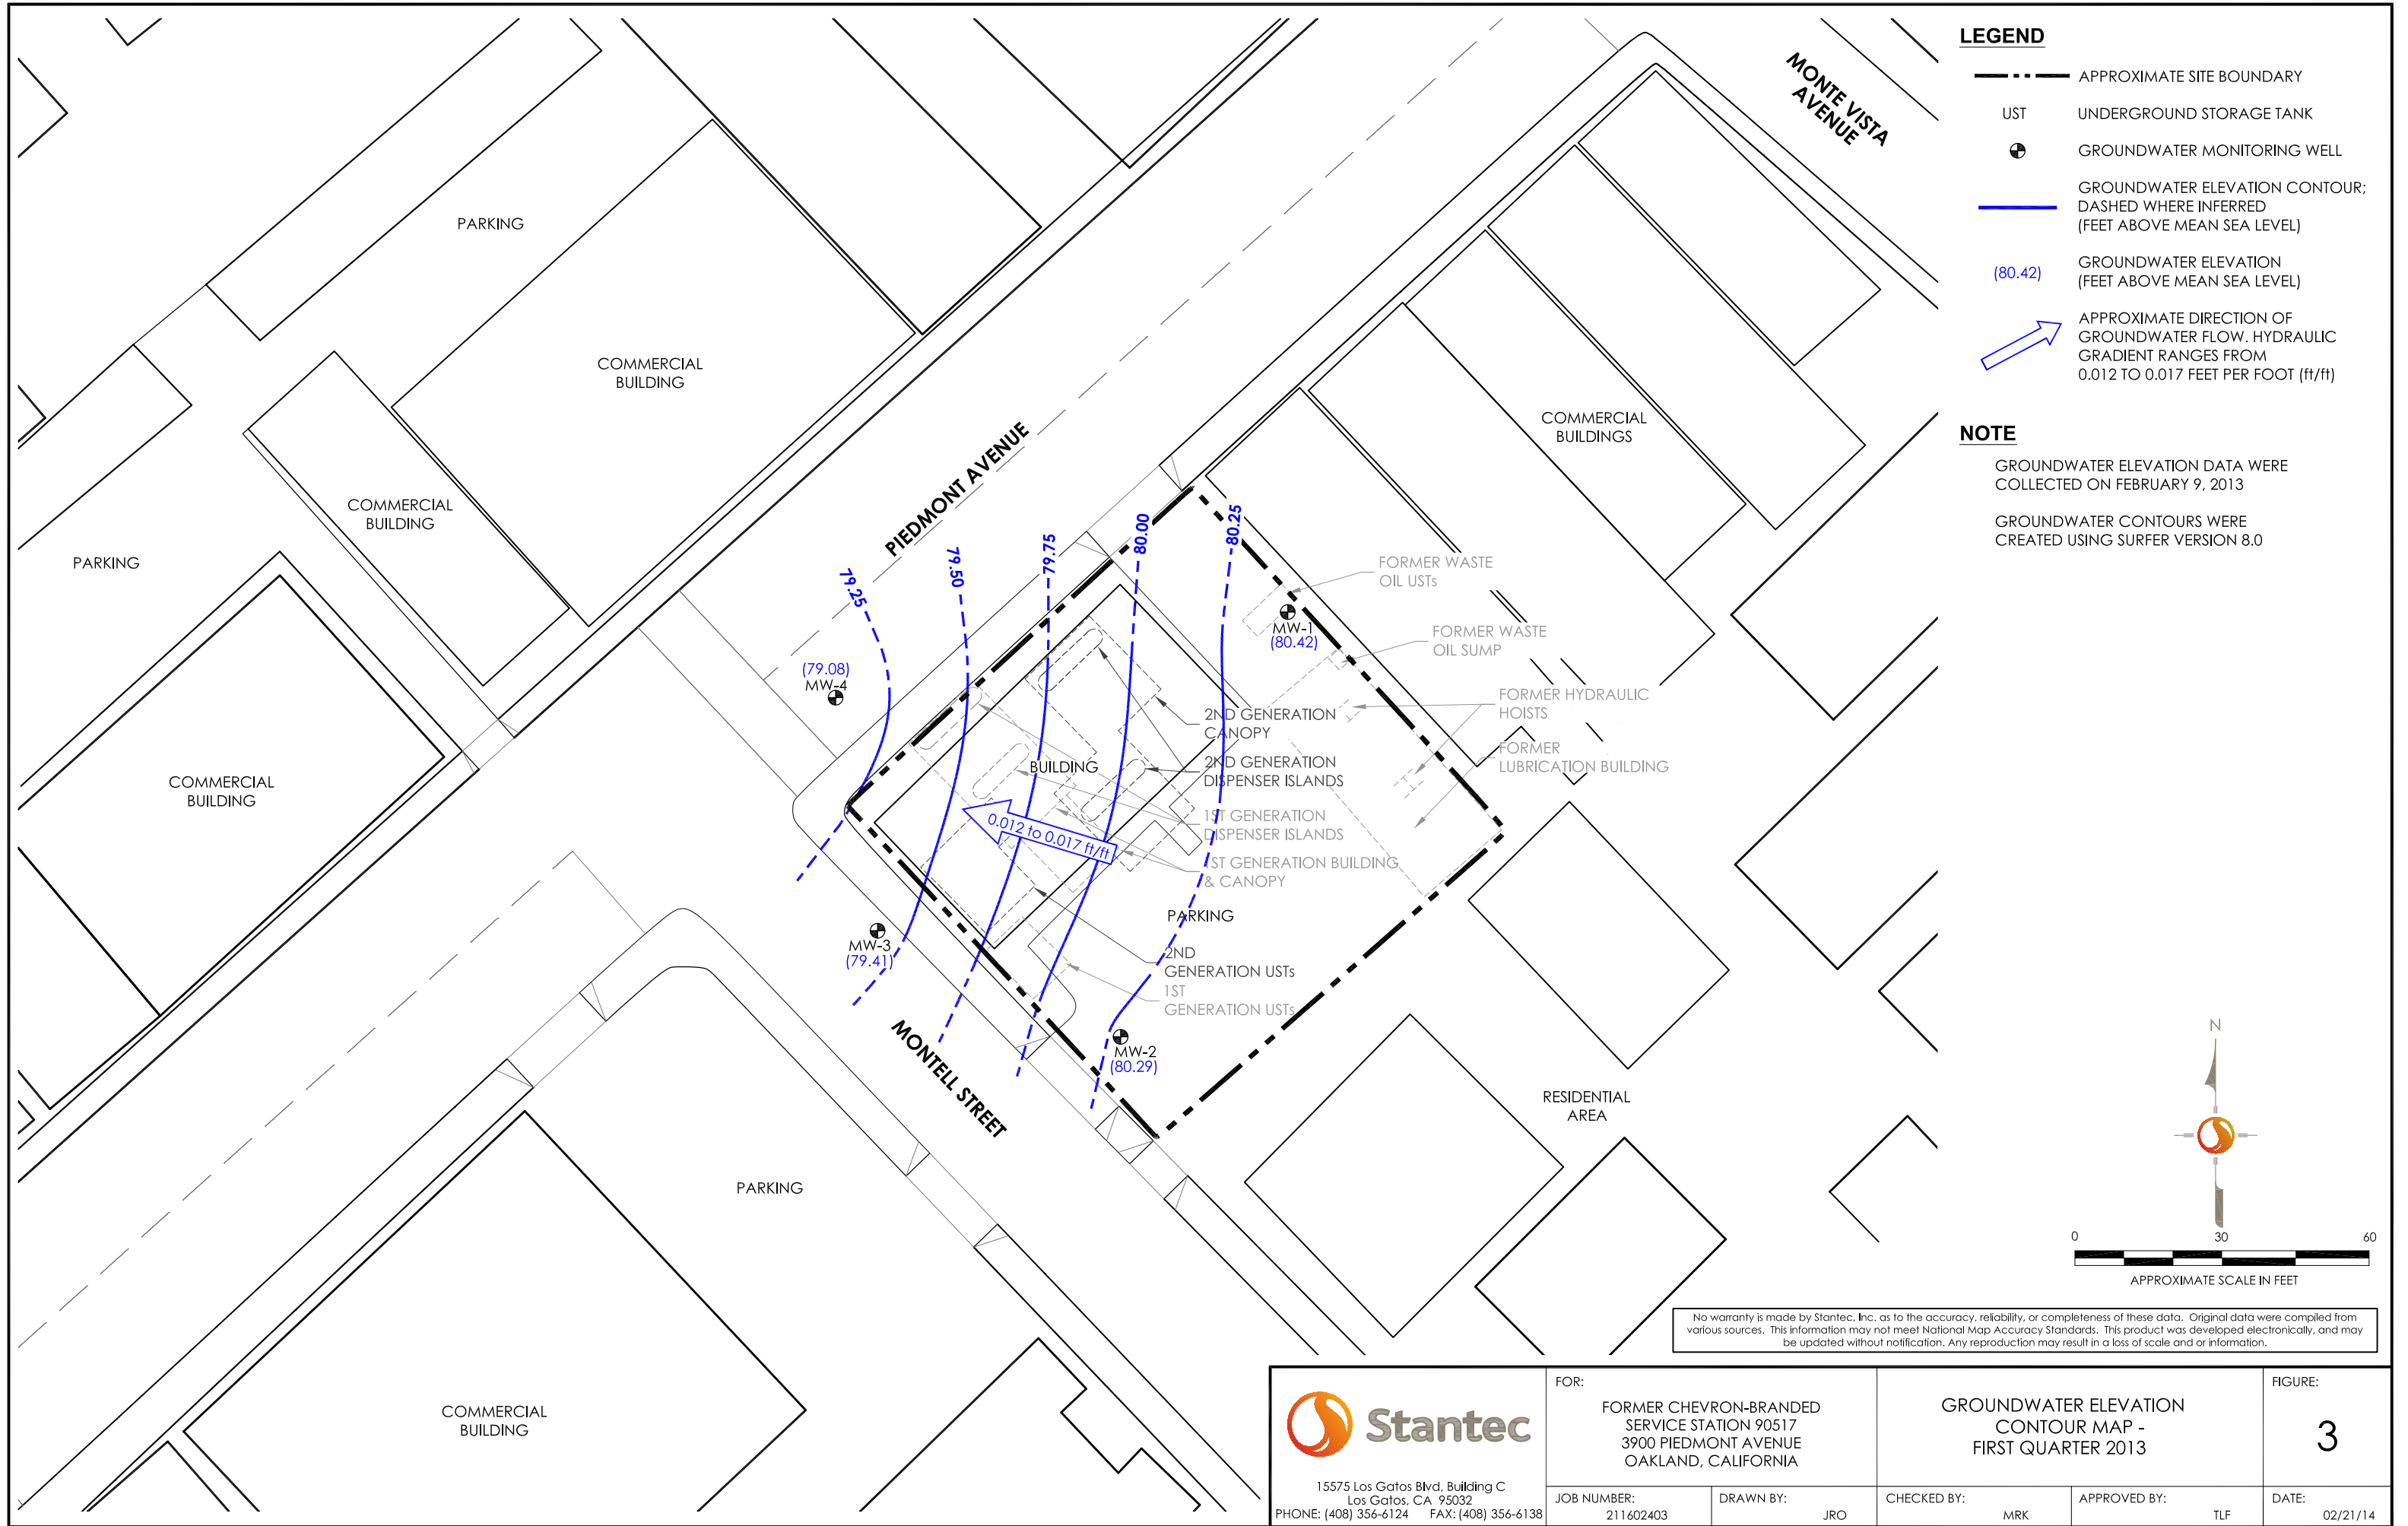 LEGEND
APPROXIMATE SITE BOUNDARY
UST UNDERGROUND STORAGE TANK
GROUNDWATER MONITORING WELL
GROUNDWATER ELEVATION CONTOUR;
DASHED WHERE INFERRED
(FEET ABOVE MEAN SEA LEVEL)
(80.42) GROUNDWATER ELEVATION
(FEET ABOVE MEAN SEA LEVEL)
APPROXIMATE DIRECTION OF
GROUNDWATER FLOW. HYDRAULIC
GRADIENT RANGES FROM
0.012 TO 0.017 FEET PER FOOT (ft/ft)
NOTE
GROUNDWATER ELEVATION DATA WERE
COLLECTED ON FEBRUARY 9, 2013
GROUNDWATER CONTOURS WERE
CREATED USING SURFER VERSION 8.0
MONTE VISTA
AVENUE
PARKING
COMMERCIAL
BUILDING
COMMERCIAL
BUILDING
PARKING
COMMERCIAL
BUILDING
COMMERCIAL
BUILDINGS
PIEDMONT AVENUE
79.25
79.50
79.75
80.00
80.25
FORMER WASTE
OIL USTs
MW-1
(80.42)
FORMER WASTE
OIL SUMP
(79.08)
MW-4
FORMER HYDRAULIC
HOISTS
2ND GENERATION
CANOPY
FORMER
LUBRICATION BUILDING
BUILDING
2ND GENERATION
DISPENSER ISLANDS
0.012 to 0.017 ft/ft
1ST GENERATION
DISPENSER ISLANDS
1ST GENERATION BUILDING
& CANOPY
PARKING
MW-3
(79.41)
2ND
GENERATION USTs
1ST
GENERATION USTs
MW-2
(80.29)
MONTELL STREET
RESIDENTIAL
AREA
PARKING
COMMERCIAL
BUILDING
N
0 30 60
APPROXIMATE SCALE IN FEET
No warranty is made by Stantec, Inc. as to the accuracy, reliability, or completeness of these data. Original data were compiled from
various sources. This information may not meet National Map Accuracy Standards. This product was developed electronically, and may
be updated without notification. Any reproduction may result in a loss of scale and or information.
Stantec
15575 Los Gatos Blvd, Building C
Los Gatos, CA 95032
PHONE: (408) 356-6124 FAX: (408) 356-6138
FOR:
FORMER CHEVRON-BRANDED
SERVICE STATION 90517
3900 PIEDMONT AVENUE
OAKLAND, CALIFORNIA
GROUNDWATER ELEVATION
CONTOUR MAP -
FIRST QUARTER 2013
FIGURE:
3
JOB NUMBER:
211602403
DRAWN BY:
JRO
CHECKED BY:
MRK
APPROVED BY:
TLF
DATE:
02/21/14